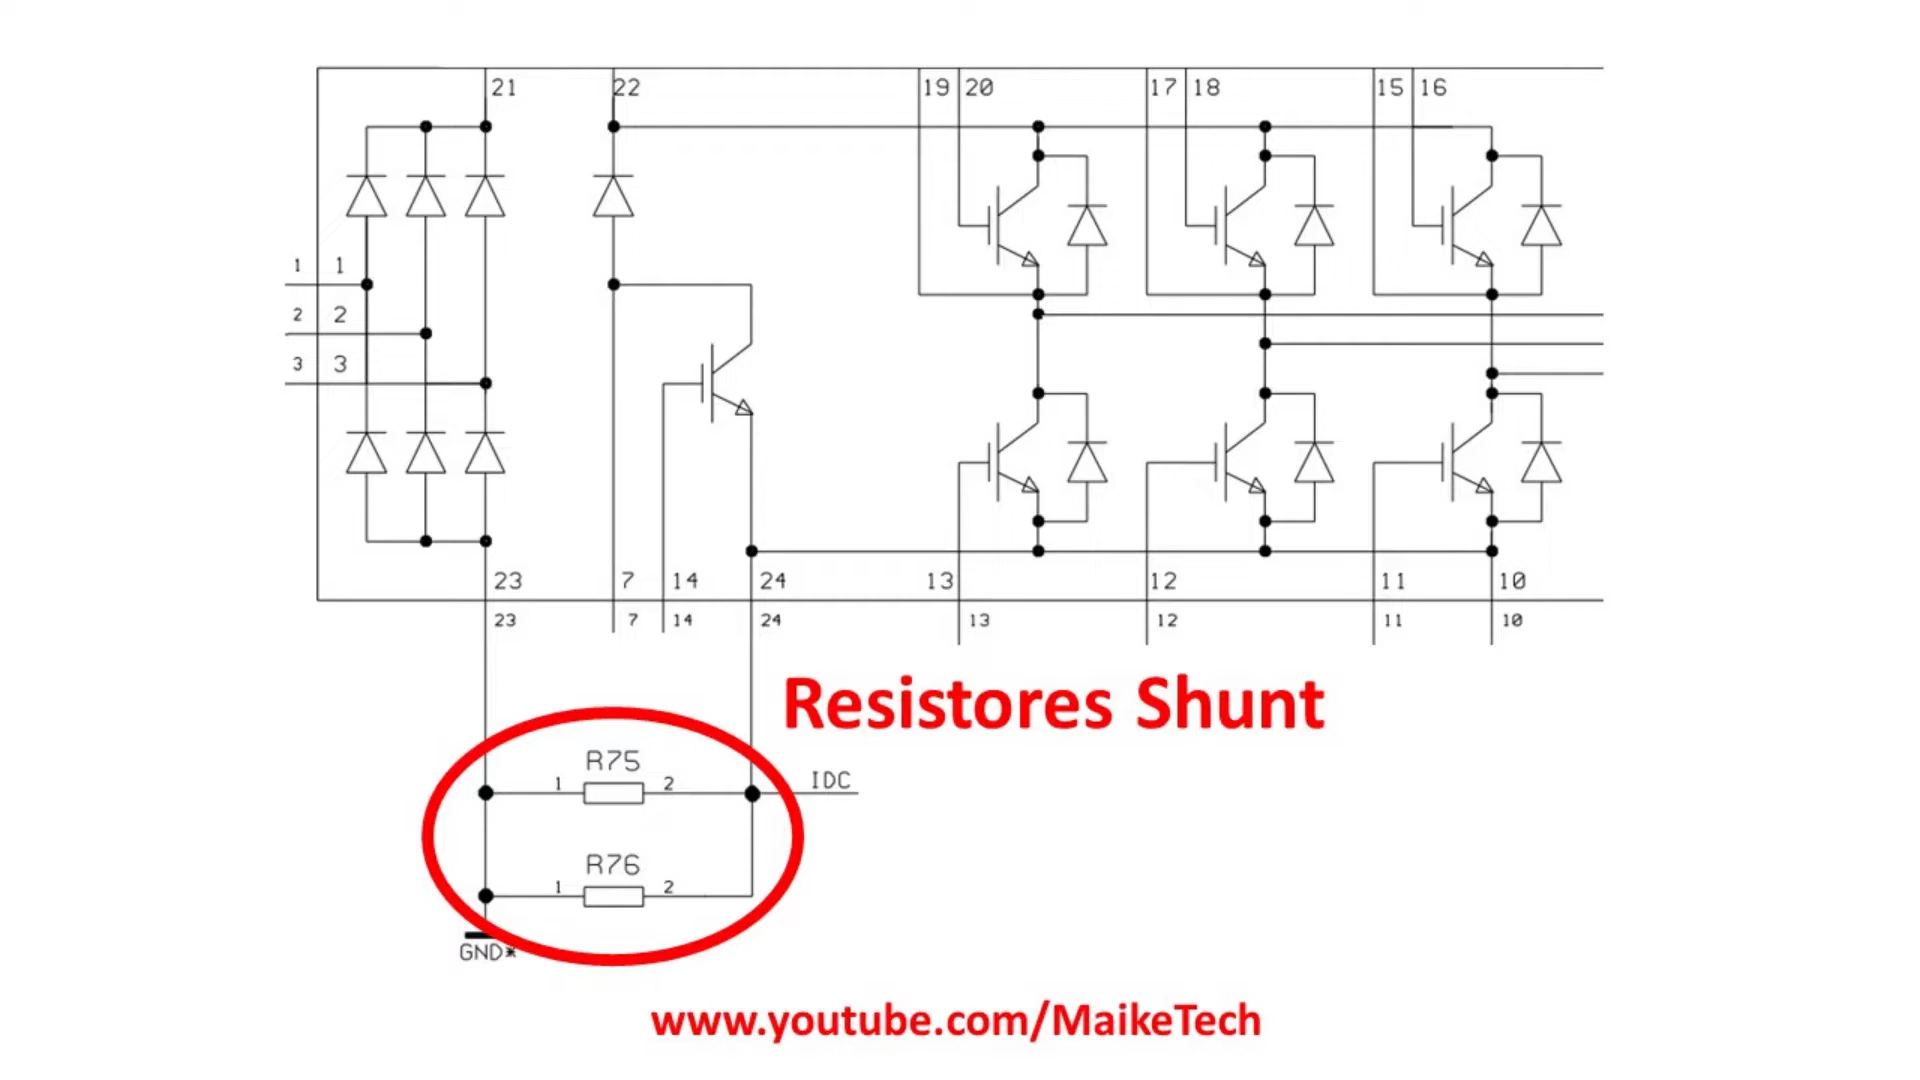 21 22 19 20 17 18 15 16
1 1
2 2
3 3
23 7 14 24 13 12 11 10
23 7 14 24 13 12 11 10
Resistores Shunt
R75
1 2 IDC
R76
1 2
GND*
www.youtube.com/MaikeTech